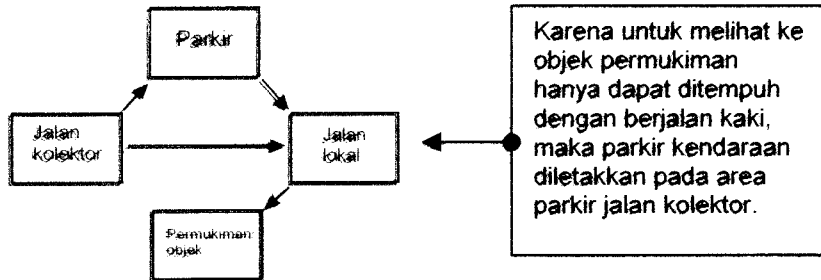 Parkir
Jalan
kolektor
Jalan
lokal
Permukiman
objek
Karena untuk melihat ke
objek permukiman
hanya dapat ditempuh
dengan berjalan kaki,
maka parkir kendaraan
diletakkan pada area
parkir jalan kolektor.